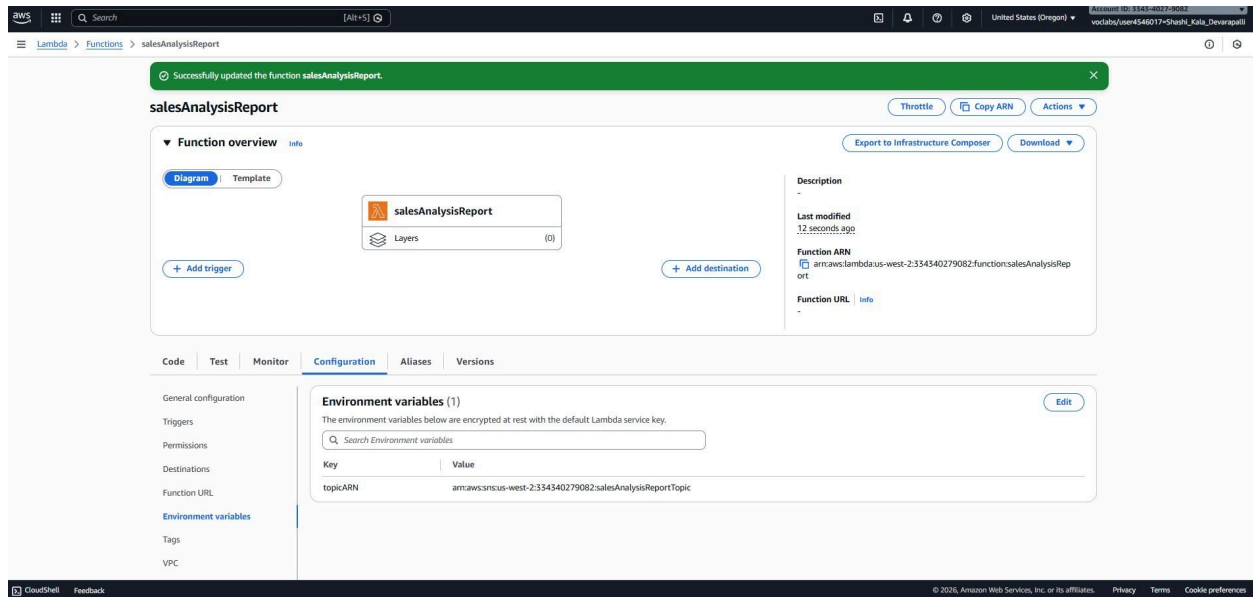 aws
Search [Alt+S] United States (Oregon) Account ID: 3343-4027-9082
voclabs/user4546017=Shashi_Kala_Devarapalli
Lambda > Functions > salesAnalysisReport
Successfully updated the function salesAnalysisReport.
salesAnalysisReport Throttle Copy ARN Actions
Function overview Info Export to Infrastructure Composer Download
Diagram Template
salesAnalysisReport
Layers (0)
+ Add trigger
+ Add destination
Description
-
Last modified
12 seconds ago
Function ARN
arn:aws:lambda:us-west-2:334340279082:function:salesAnalysisRep
ort
Function URL Info
-
Code Test Monitor Configuration Aliases Versions
General configuration
Triggers
Permissions
Destinations
Function URL
Environment variables
Tags
VPC
Environment variables (1) Edit
The environment variables below are encrypted at rest with the default Lambda service key.
Search Environment variables
Key Value
topicARN arn:aws:sns:us-west-2:334340279082:salesAnalysisReportTopic
CloudShell Feedback © 2026, Amazon Web Services, Inc. or its affiliates. Privacy Terms Cookie preferences